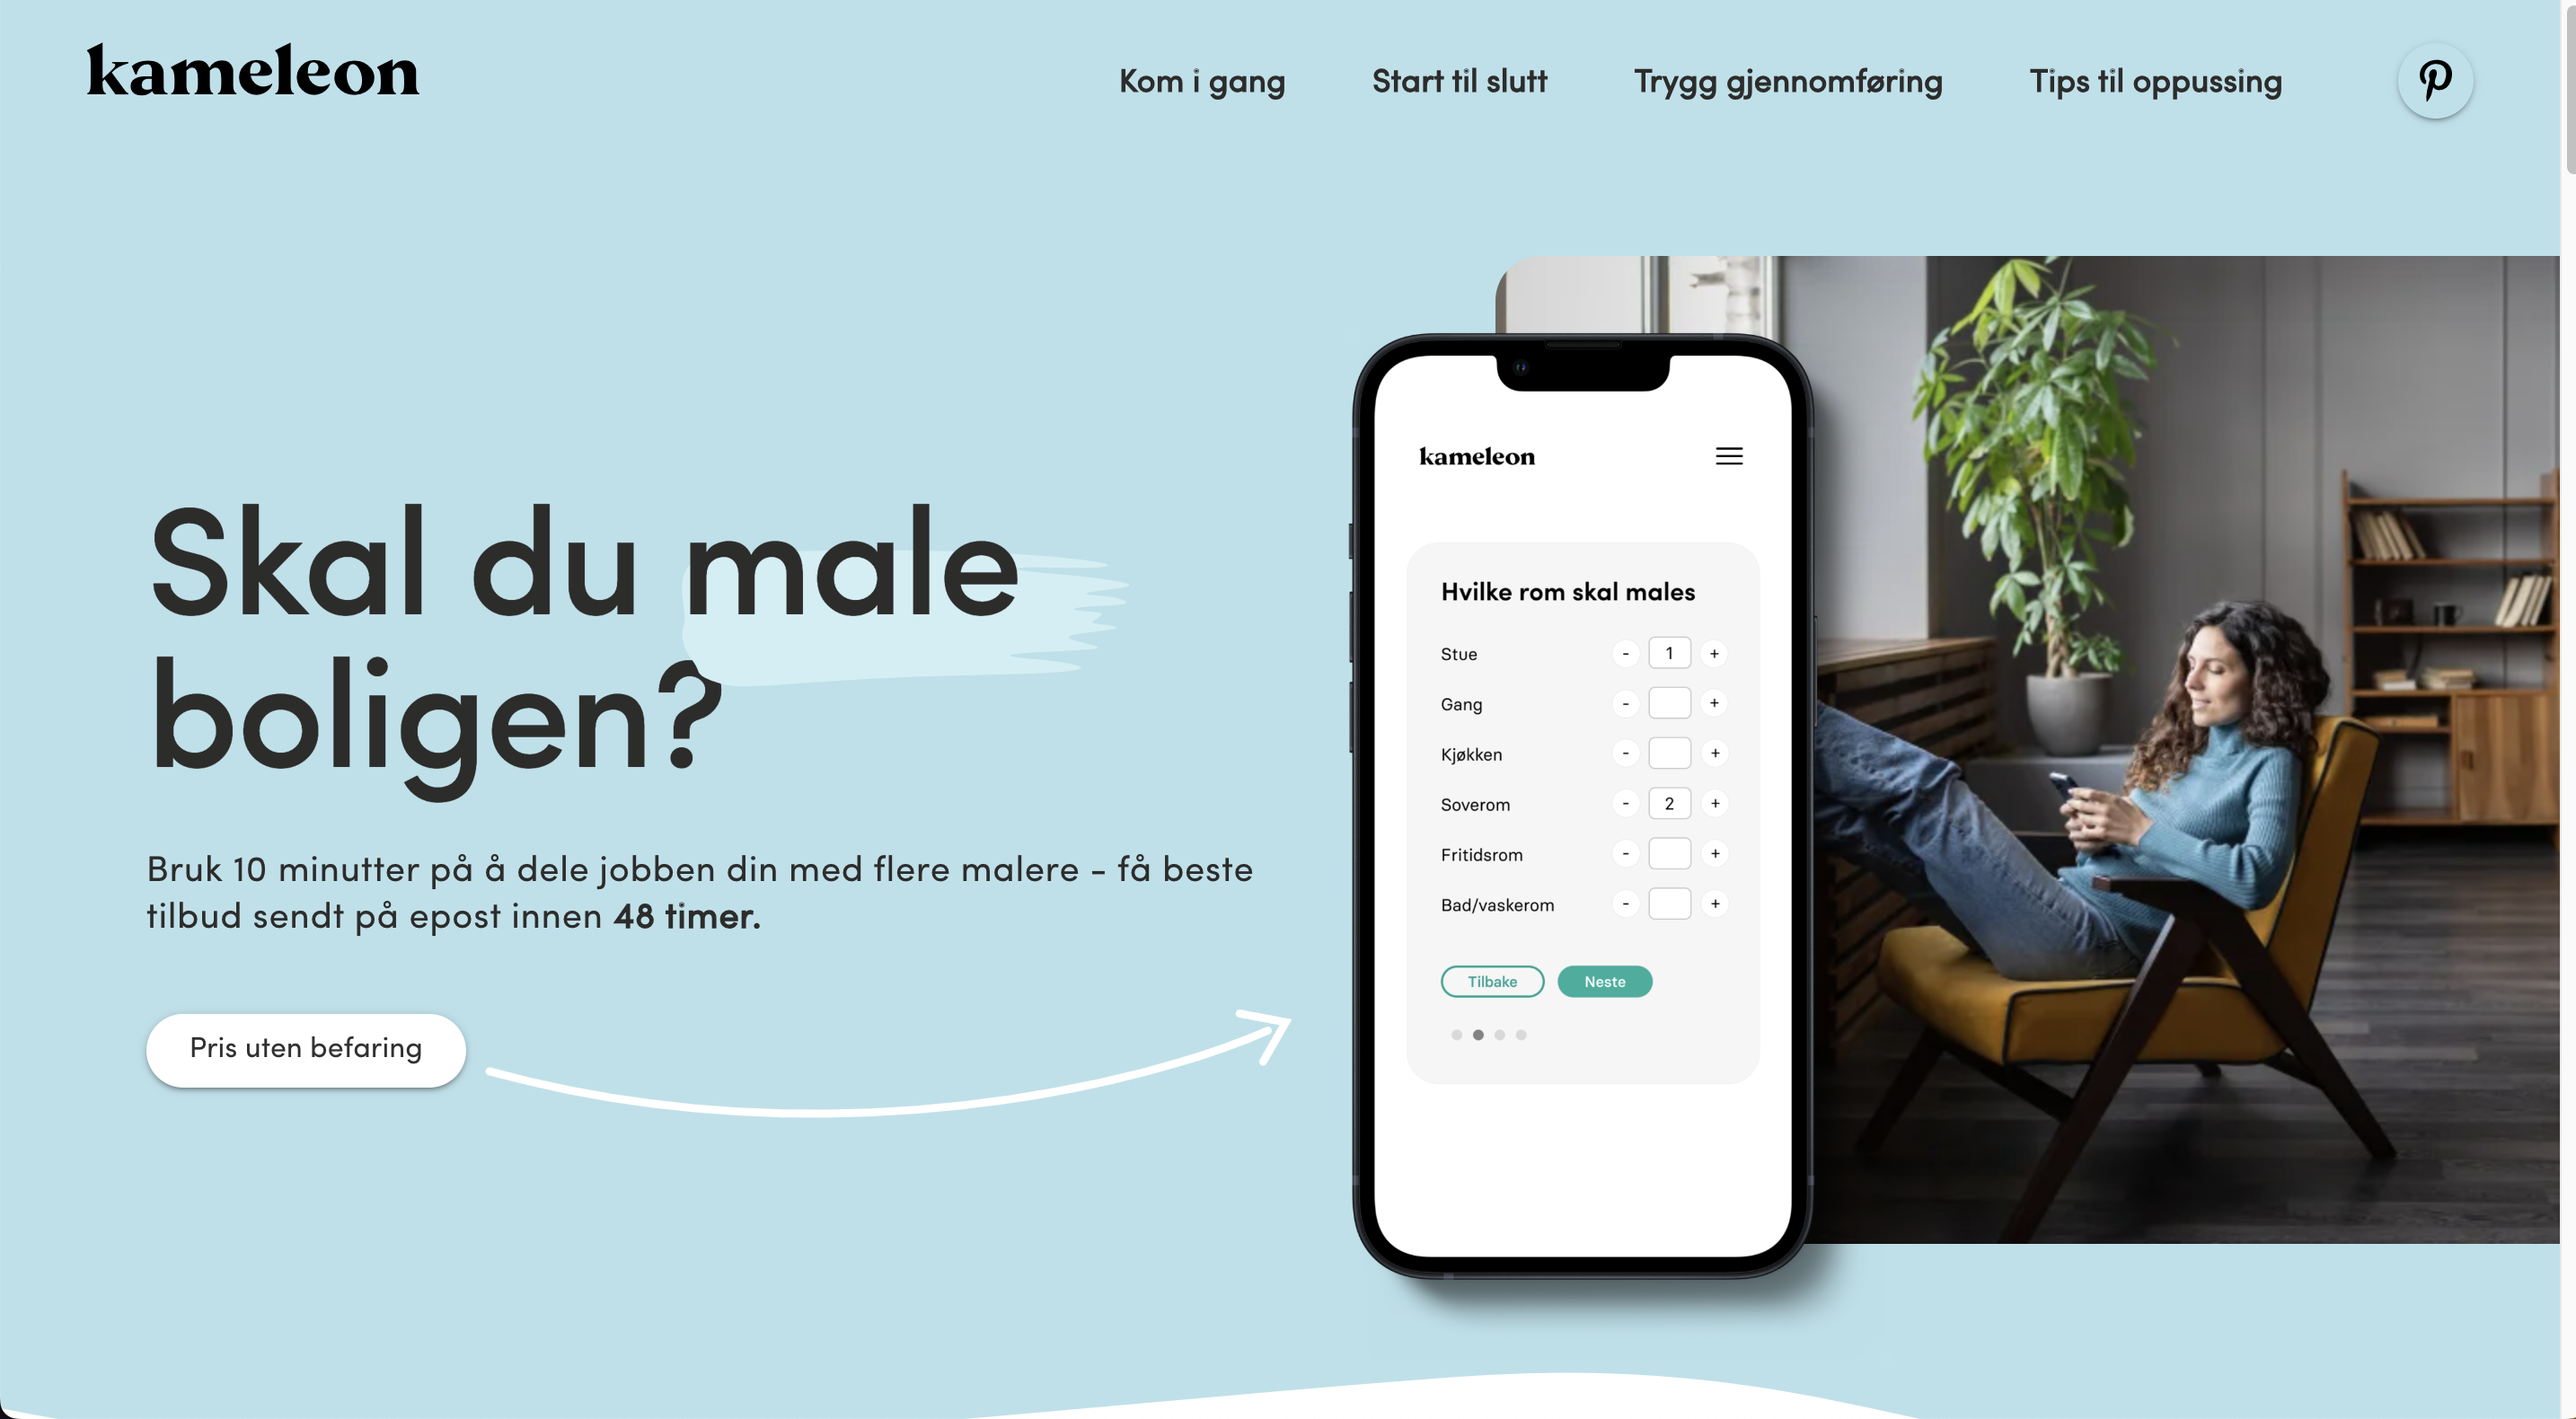 kameleon
Kom i gang
Start til slutt
Trygg gjennomføring
Tips til oppussing
Skal du male
boligen?
Bruk 10 minutter på å dele jobben din med flere malere - få beste
tilbud sendt på epost innen 48 timer.
Pris uten befaring
kameleon
Hvilke rom skal males
Stue - 1 +
Gang - +
Kjøkken - +
Soverom - 2 +
Fritidsrom - +
Bad/vaskerom - +
Tilbake
Neste